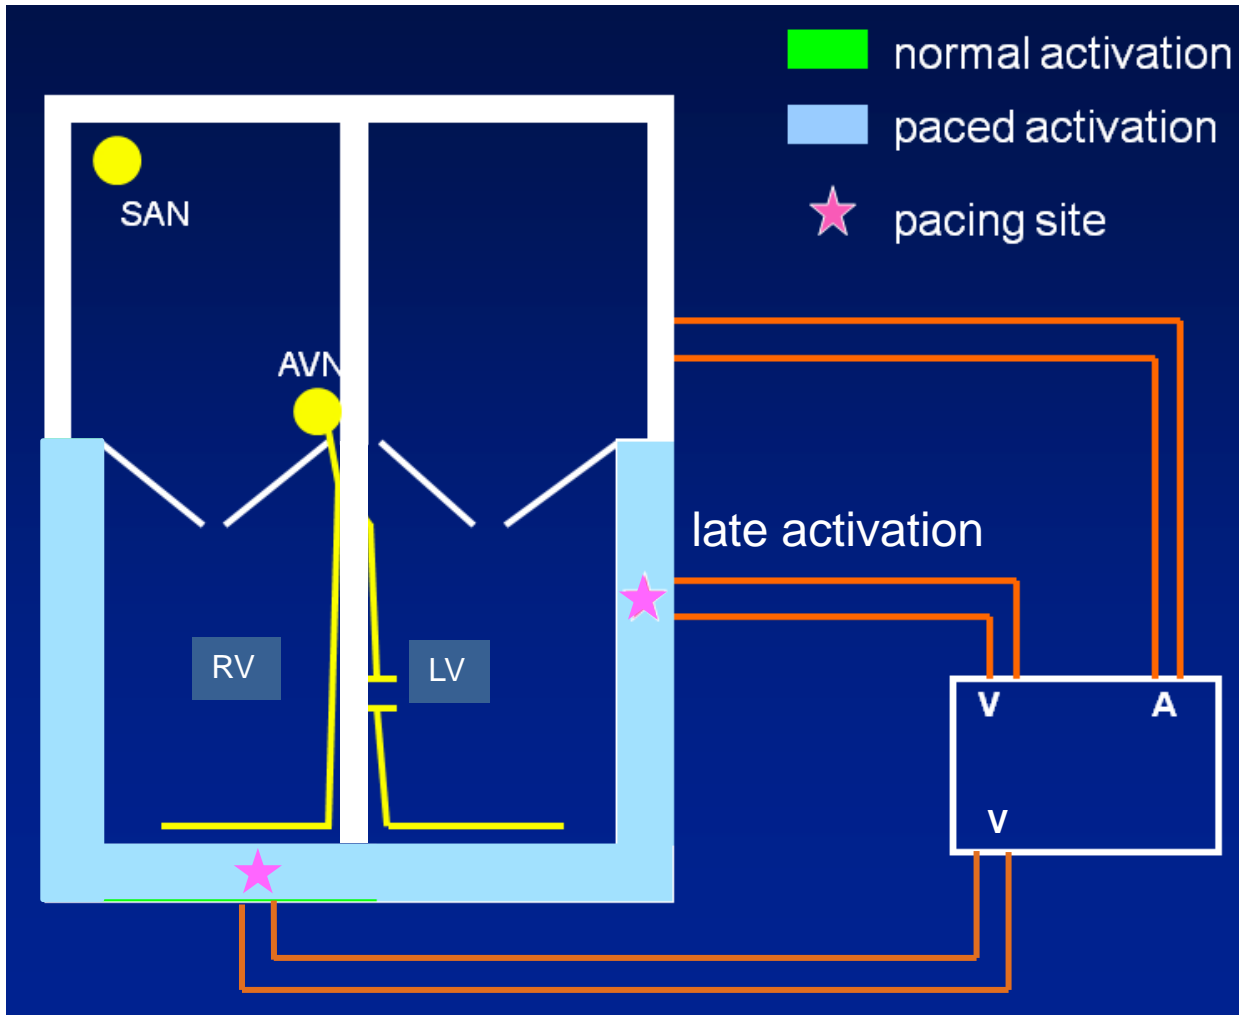 normal activation
paced activation
pacing site
SAN
AVN
late activation
RV
LV
V
A
V